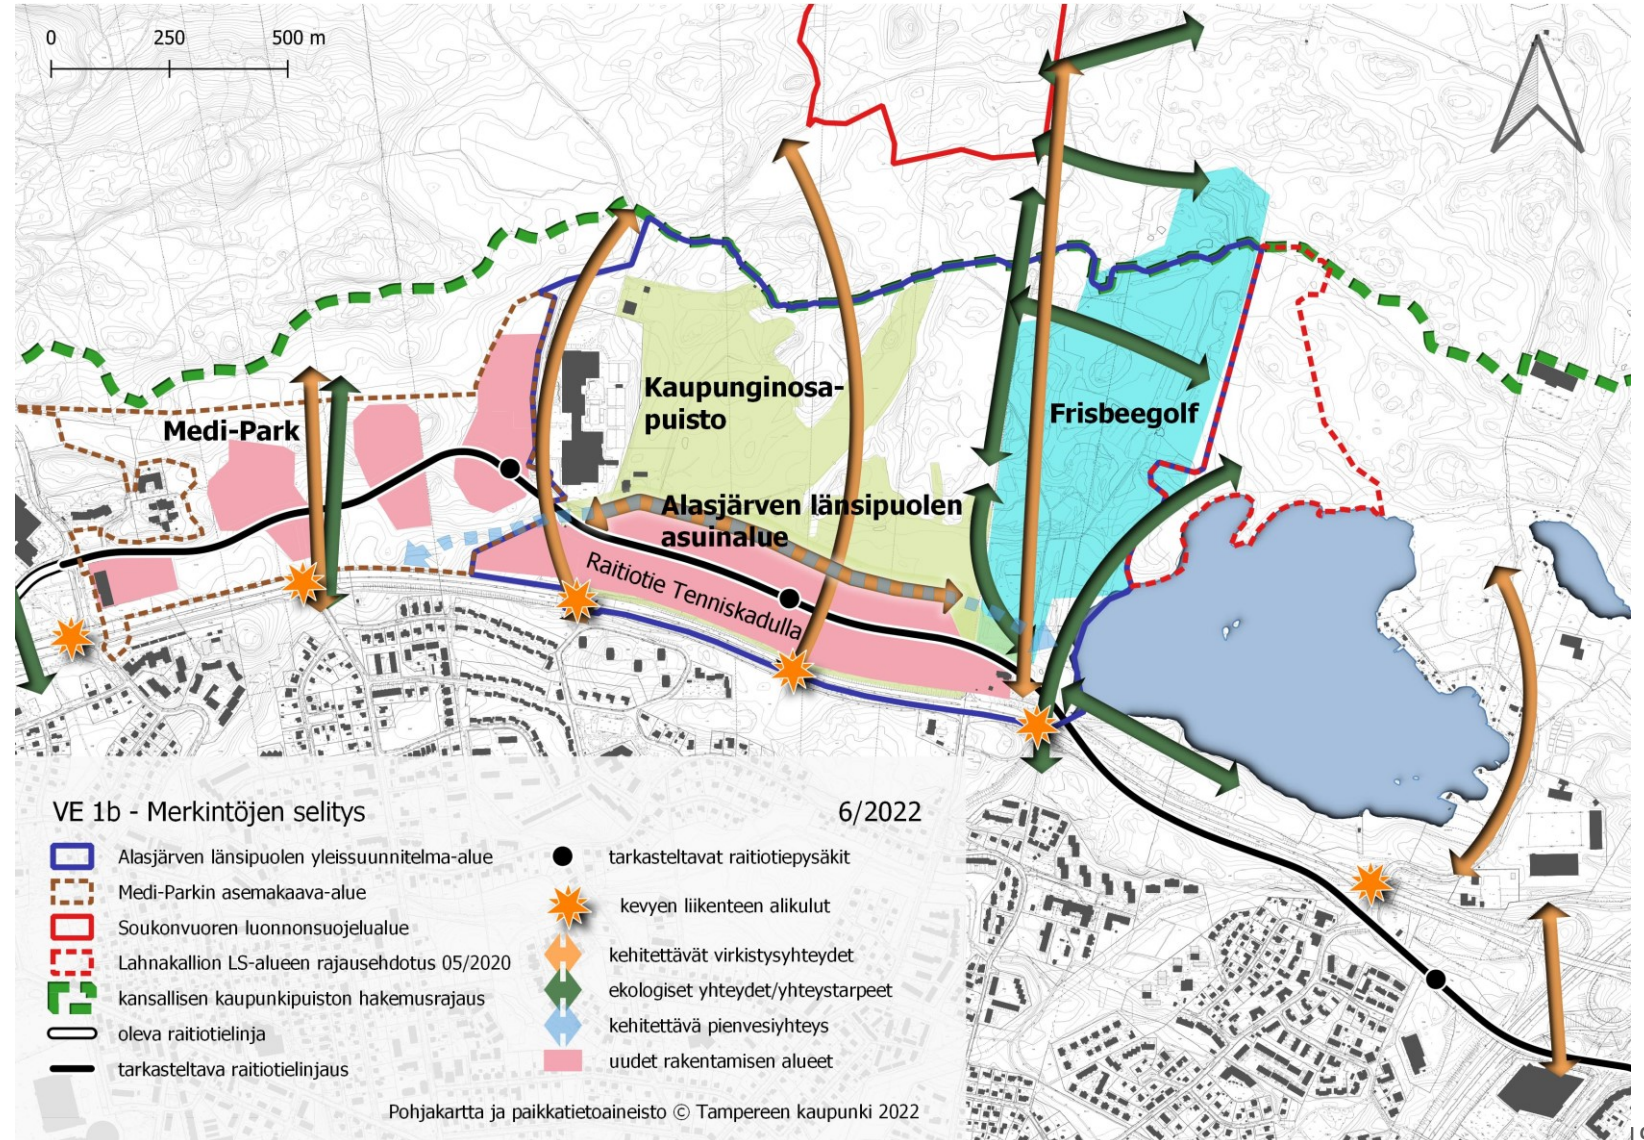 0 250 500 m
Medi-Park
Kaupunginosa-
puisto
Frisbeegolf
Alasjärven länsipuolen
asuinalue
Raitiotie Tenniskadulla
VE 1b - Merkintöjen selitys
6/2022
Alasjärven länsipuolen yleissuunnitelma-alue
Medi-Parkin asemakaava-alue
Soukonvuoren luonnonsuojelualue
Lahnakallion LS-alueen rajausehdotus 05/2020
kansallisen kaupunkipuiston hakemusrajaus
oleva raitiotielinja
tarkasteltava raitiotielinjaus
tarkasteltavat raitiotiepysäkit
kevyen liikenteen alikulut
kehitettävät virkistysyhteydet
ekologiset yhteydet/yhteystarpeet
kehitettävä pienvesiyhteys
uudet rakentamisen alueet
Pohjakartta ja paikkatietoaineisto © Tampereen kaupunki 2022